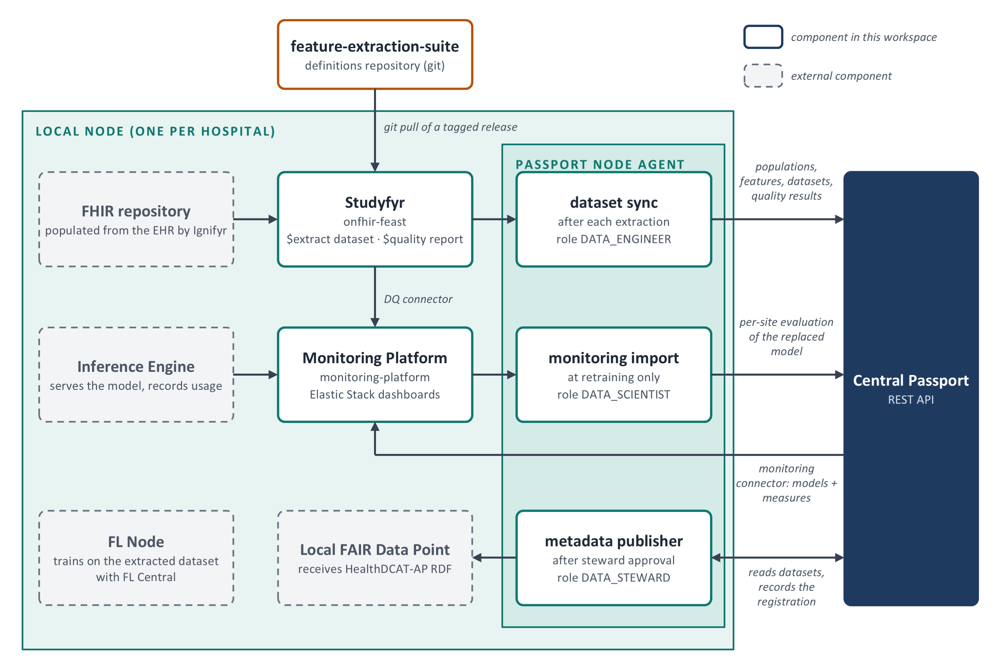 feature-extraction-suite
definitions repository (git)
component in this workspace
external component
LOCAL NODE (ONE PER HOSPITAL)
git pull of a tagged release
PASSPORT NODE AGENT
FHIR repository
populated from the EHR by Ignifyr
Studyfyr
onfhir-feast
$extract dataset · $quality report
dataset sync
after each extraction
role DATA_ENGINEER
populations,
features, datasets,
quality results
DQ connector
Inference Engine
serves the model, records usage
Monitoring Platform
monitoring-platform
Elastic Stack dashboards
monitoring import
at retraining only
role DATA_SCIENTIST
per-site evaluation
of the replaced
model
Central Passport
REST API
monitoring
connector: models +
measures
FL Node
trains on the extracted dataset
with FL Central
Local FAIR Data Point
receives HealthDCAT-AP RDF
metadata publisher
after steward approval
role DATA_STEWARD
reads datasets,
records the
registration